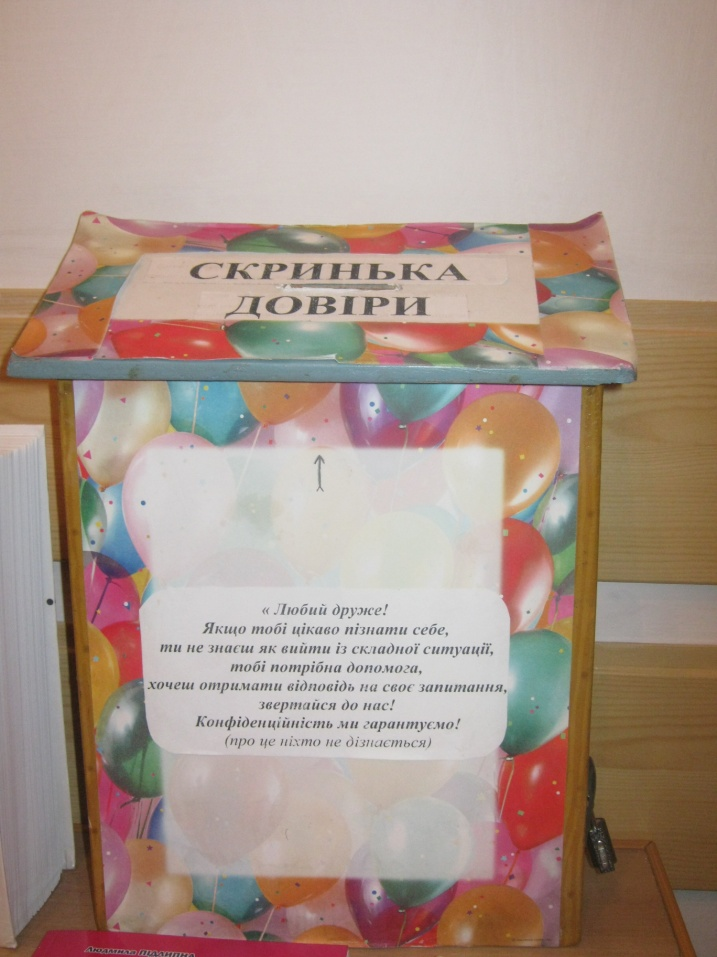 СКРИНЬКА
ДОВІРИ
« Любий друже!
Якщо тобі цікаво пізнати себе,
ти не знаєш як вийти із складної ситуації,
тобі потрібна допомога,
хочеш отримати відповідь на своє запитання,
звертайся до нас!
Конфіденційність ми гарантуємо!
(про це ніхто не дізнається)
Людмила